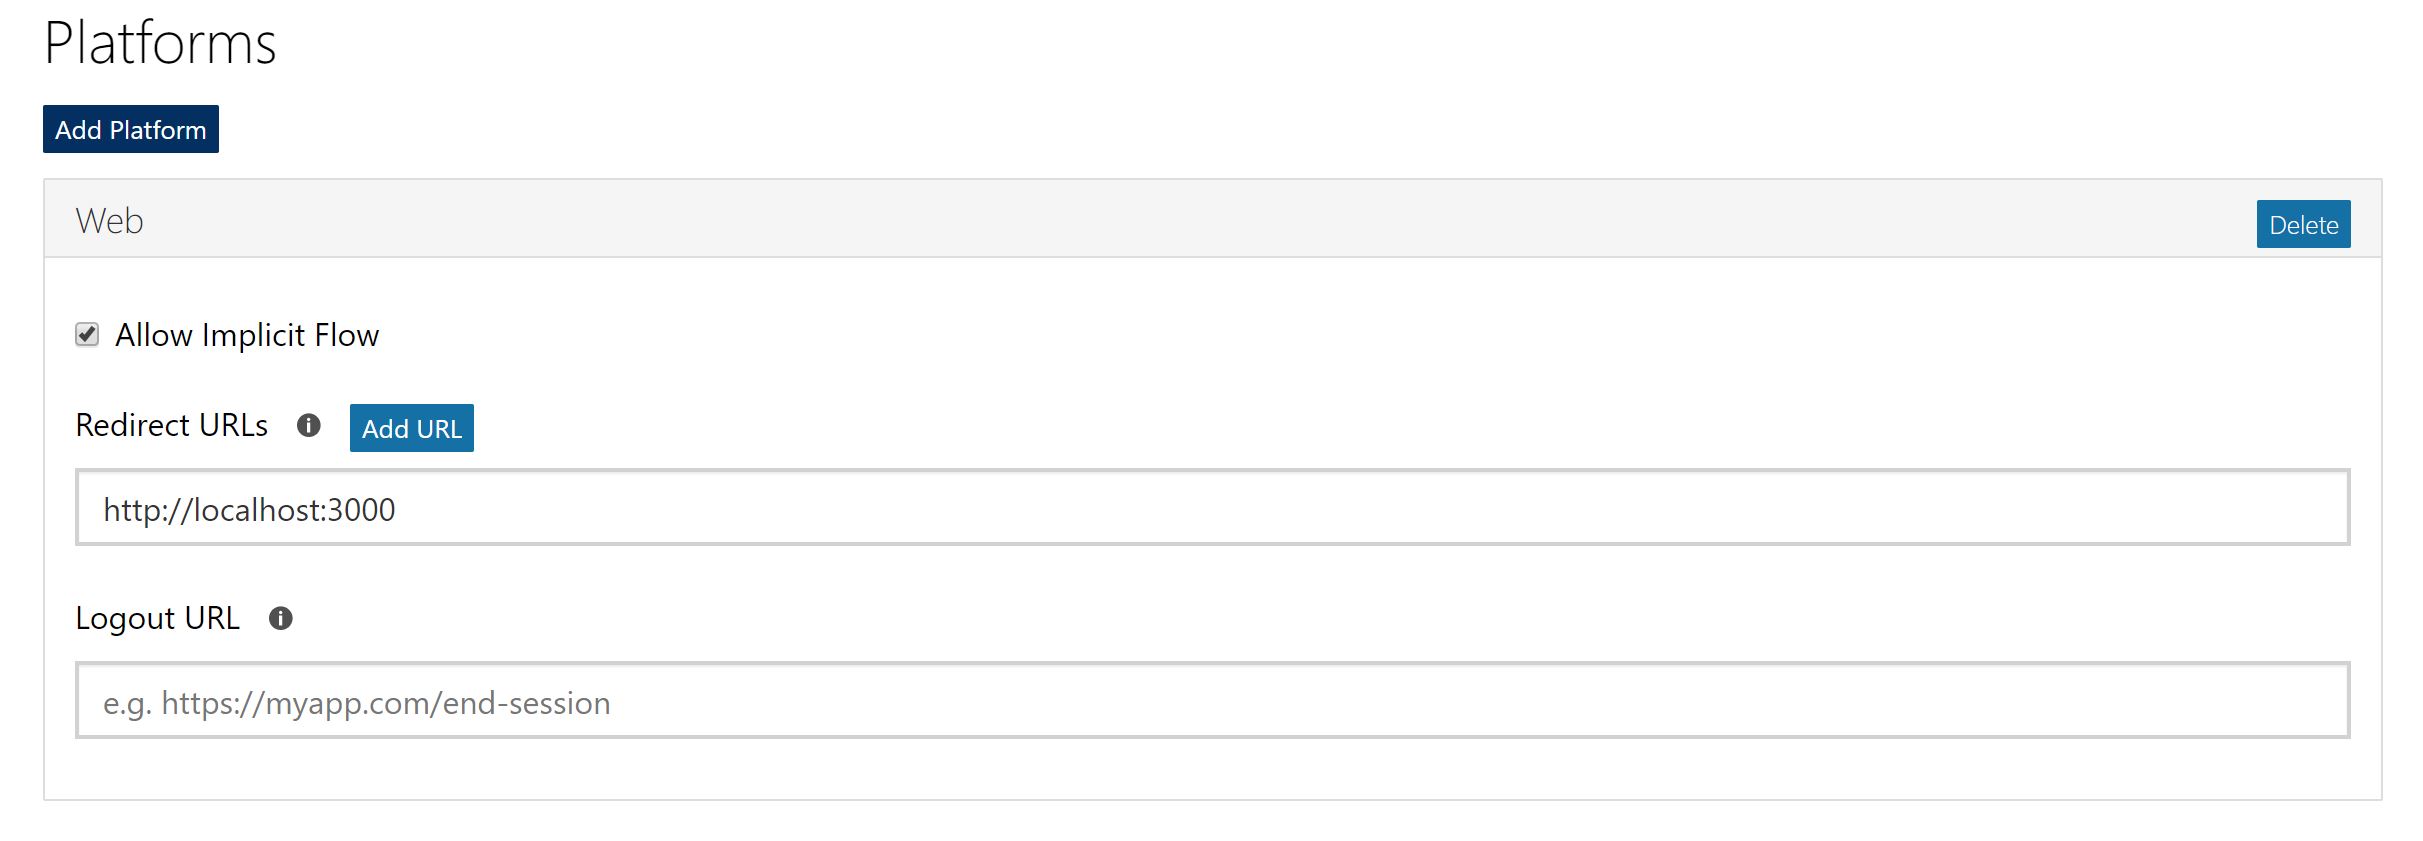 Platforms
Add Platform
Web
Delete
Allow Implicit Flow
Redirect URLs
Add URL
http://localhost:3000
Logout URL
e.g. https://myapp.com/end-session